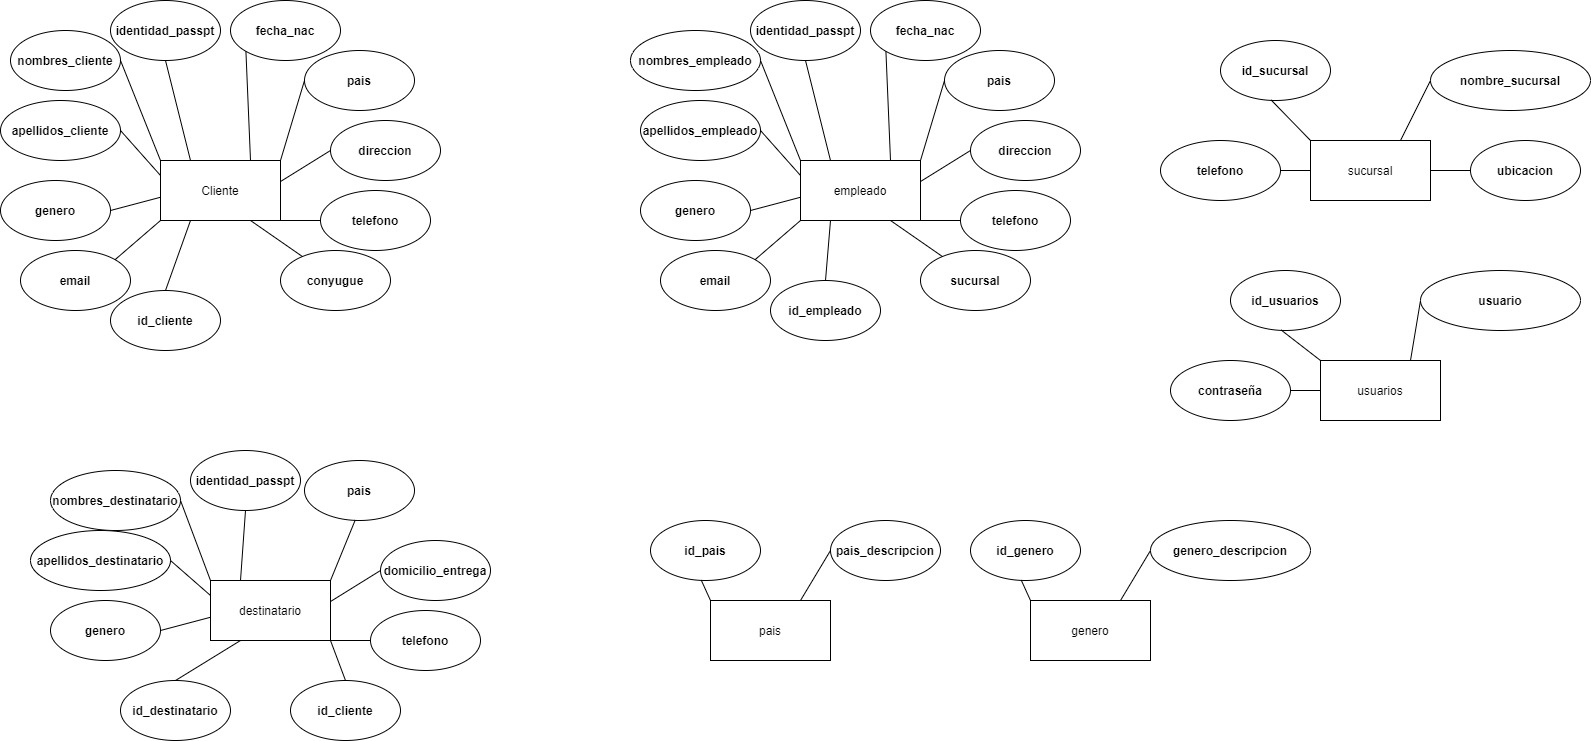 identidad_passpt
fecha_nac
nombres_cliente
pais
apellidos_cliente
direccion
Cliente
genero
telefono
email
conyugue
id_cliente
identidad_passpt
fecha_nac
nombres_empleado
pais
apellidos_empleado
direccion
empleado
genero
telefono
email
sucursal
id_empleado
id_sucursal
nombre_sucursal
telefono
sucursal
ubicacion
id_usuarios
usuario
contraseña
usuarios
identidad_passpt
pais
nombres_destinatario
apellidos_destinatario
domicilio_entrega
destinatario
genero
telefono
id_destinatario
id_cliente
id_pais
pais_descripcion
pais
id_genero
genero_descripcion
genero